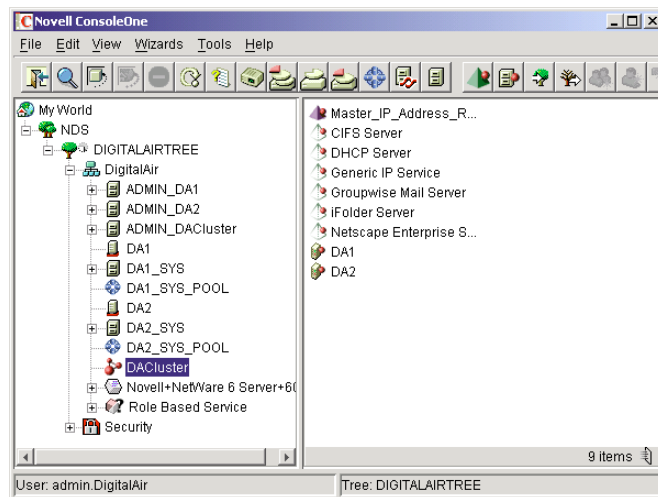 Novell ConsoleOne
File Edit View Wizards Tools Help
My World
NDS
DIGITALAIRTREE
DigitalAir
ADMIN_DA1
ADMIN_DA2
ADMIN_DACluster
DA1
DA1_SYS
DA1_SYS_POOL
DA2
DA2_SYS
DA2_SYS_POOL
DACluster
Novell+NetWare 6 Server+6
Role Based Service
Security
Master_IP_Address_R...
CIFS Server
DHCP Server
Generic IP Service
Groupwise Mail Server
iFolder Server
Netscape Enterprise S...
DA1
DA2
9 items
User: admin.DigitalAir
Tree: DIGITALAIRTREE